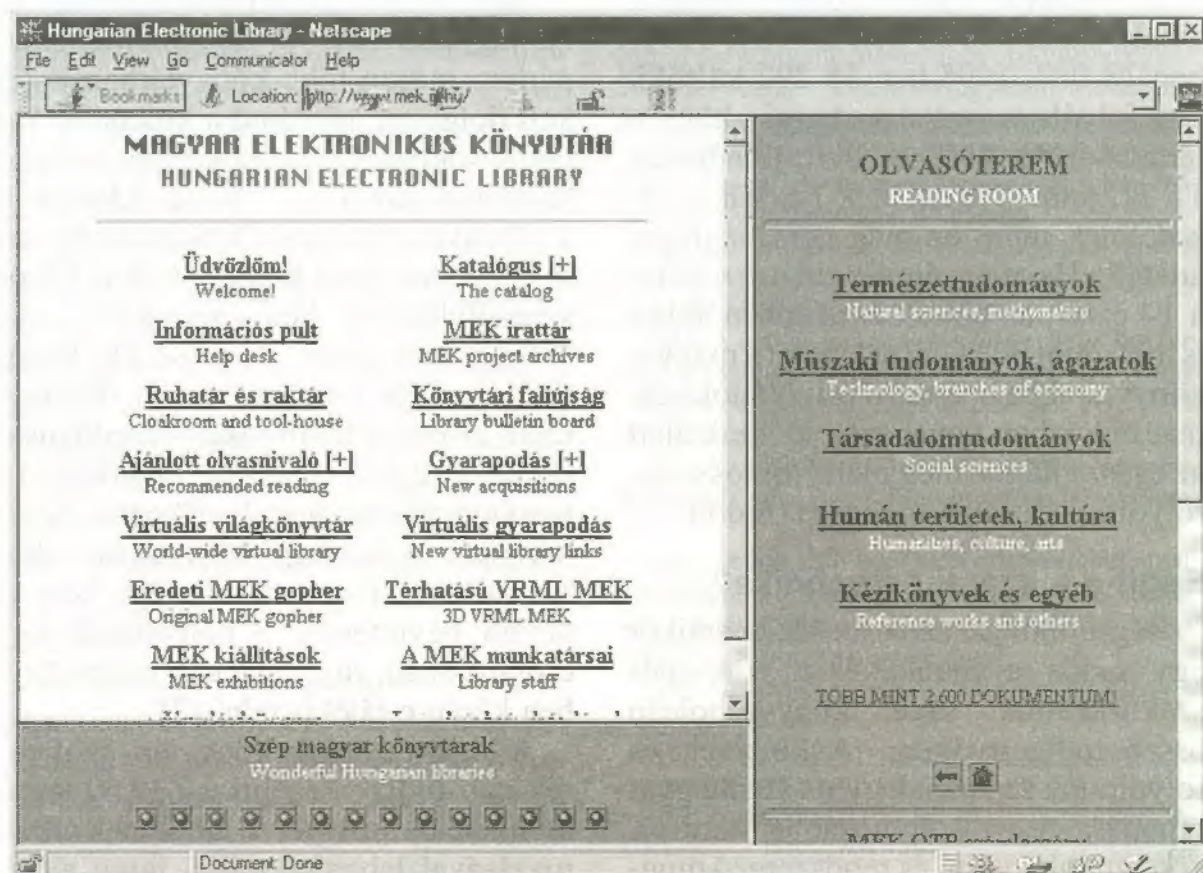 Hungarian Electronic Library - Netscape
File Edit View Go Communicator Help
Bookmarks Location:
MAGYAR ELEKTRONIKUS KÖNYVTÁR
HUNGARIAN ELECTRONIC LIBRARY
Üdvözlöm!
Welcome!
Katalógus [+]
The catalog
Információs pult
Help desk
MEK irattár
MEK project archives
Ruhatár és raktár
Cloakroom and tool-house
Könyvtári faliújság
Library bulletin board
Ajánlott olvasnivaló [+]
Recommended reading
Gyarapodás [+]
New acquisitions
Virtuális világkönyvtár
World-wide virtual library
Virtuális gyarapodás
New virtual library links
Eredeti MEK gopher
Original MEK gopher
Térhatású VRML MEK
3D VRML MEK
MEK kiállítások
MEK exhibitions
A MEK munkatársai
Library staff
Szép magyar könyvtárak
Wonderful Hungarian libraries
OLVASÓTEREM
READING ROOM
Természettudományok
Natural sciences, mathematics
Mûszaki tudományok, ágazatok
Technology, branches of economy
Társadalomtudományok
Social sciences
Humán területek, kultúra
Humanities, culture, arts
Kézikönyvek és egyéb
Reference works and others
TÖBB MINT 2.600 DOKUMENTUM!
MEK OTP
Document: Done